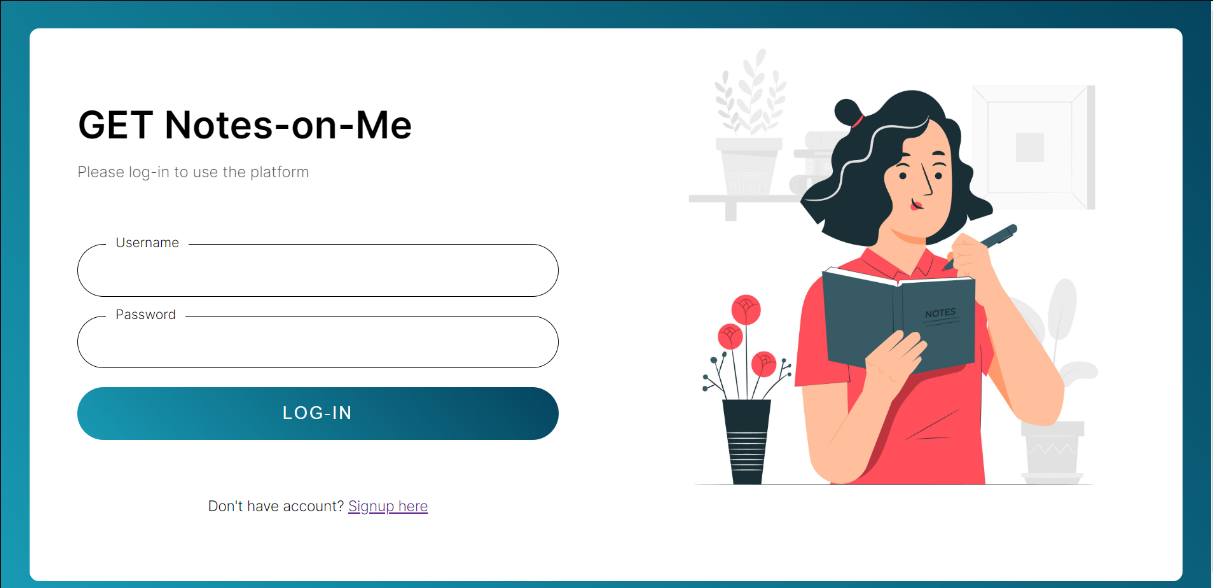 GET Notes-on-Me
Please log-in to use the platform
Username
Password
LOG-IN
Don't have account? Signup here
NOTES